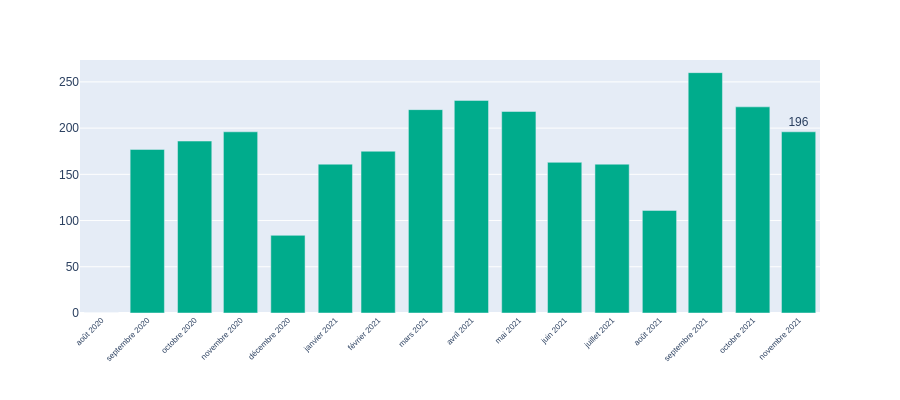 250
200
150
100
50
0
196
août 2020
septembre 2020
octobre 2020
novembre 2020
décembre 2020
janvier 2021
février 2021
mars 2021
avril 2021
mai 2021
juin 2021
juillet 2021
août 2021
septembre 2021
octobre 2021
novembre 2021